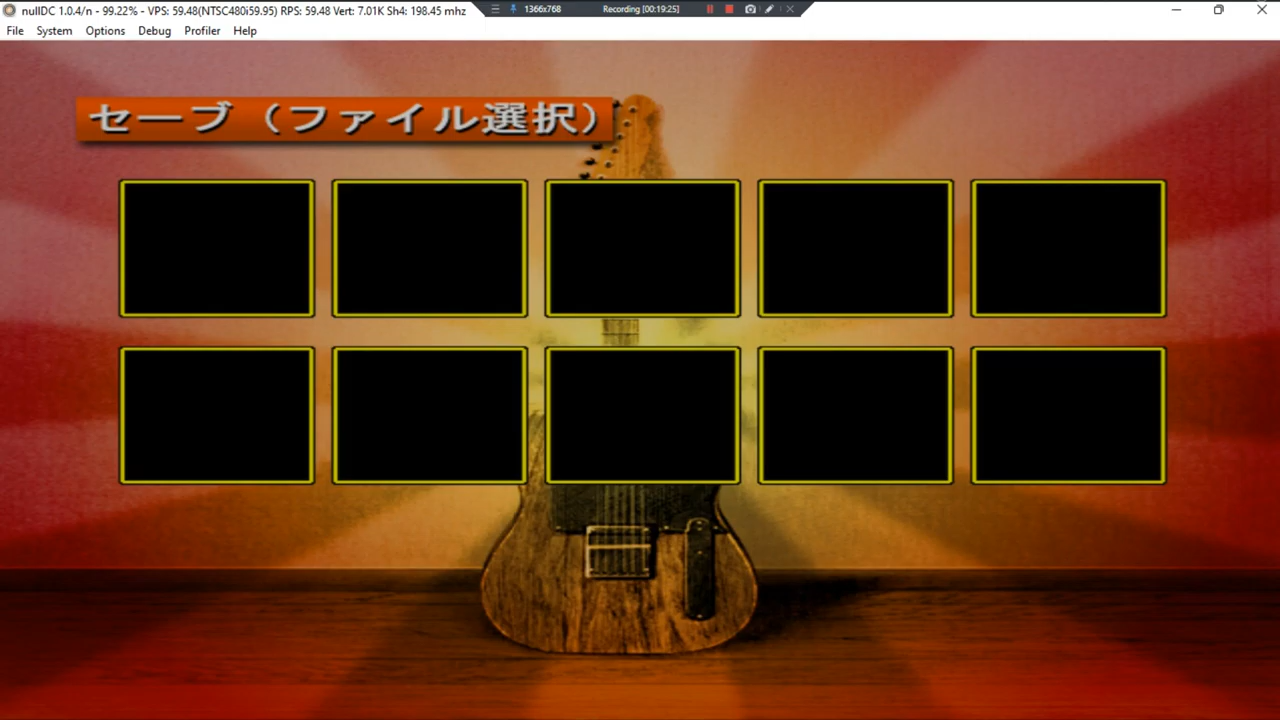 nullDC 1.0.4/n - 99.22% - VPS: 59.48(NTSC480i59.95) RPS: 59.48 Vert: 7.01K Sh4: 198.45 mhz
1366x768 Recording [00:19:25]
File System Options Debug Profiler Help
セーブ（ファイル選択）